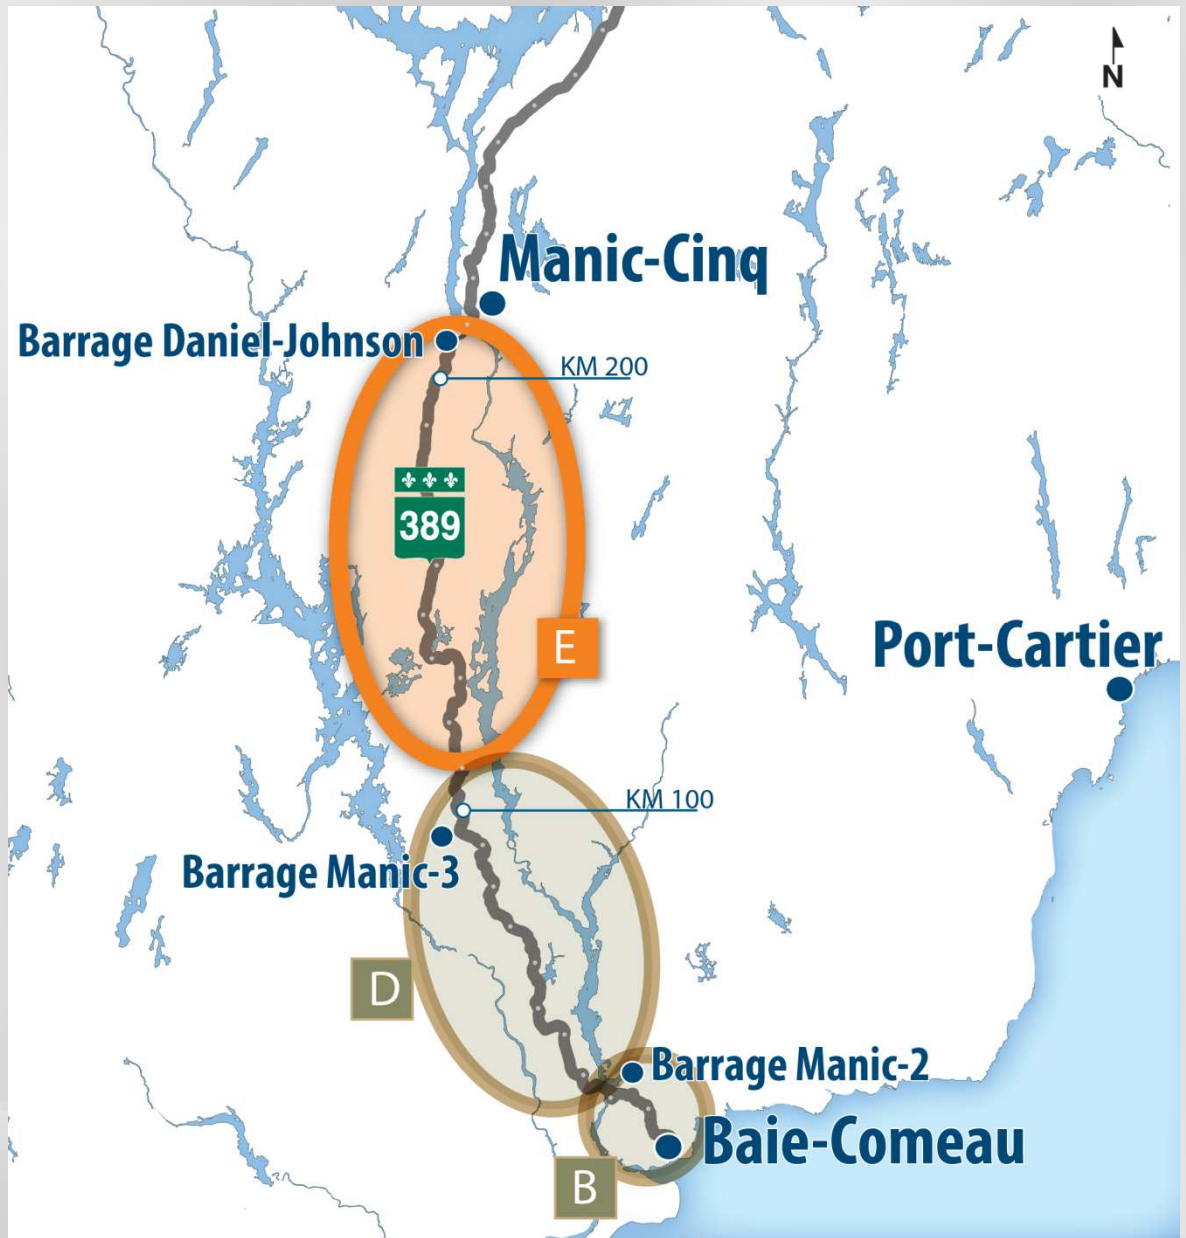 N
Manic-Cinq
Barrage Daniel-Johnson
KM 200
389
E
Port-Cartier
KM 100
Barrage Manic-3
D
Barrage Manic-2
Baie-Comeau
B